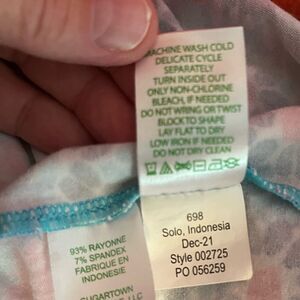 MACHINE WASH COLD
DELICATE CYCLE
SEPARATELY
TURN INSIDE OUT
ONLY NON-CHLORINE
BLEACH, IF NEEDED
DO NOT WRING OR TWIST
BLOCK TO SHAPE
LAY FLAT TO DRY
LOW IRON IF NEEDED
DO NOT DRY CLEAN
698
Solo, Indonesia
Dec-21
Style 002725
PO 056259
93% RAYONNE
7% SPANDEX
FABRIQUE EN
INDONESIE
SUGARTOWN
LLC